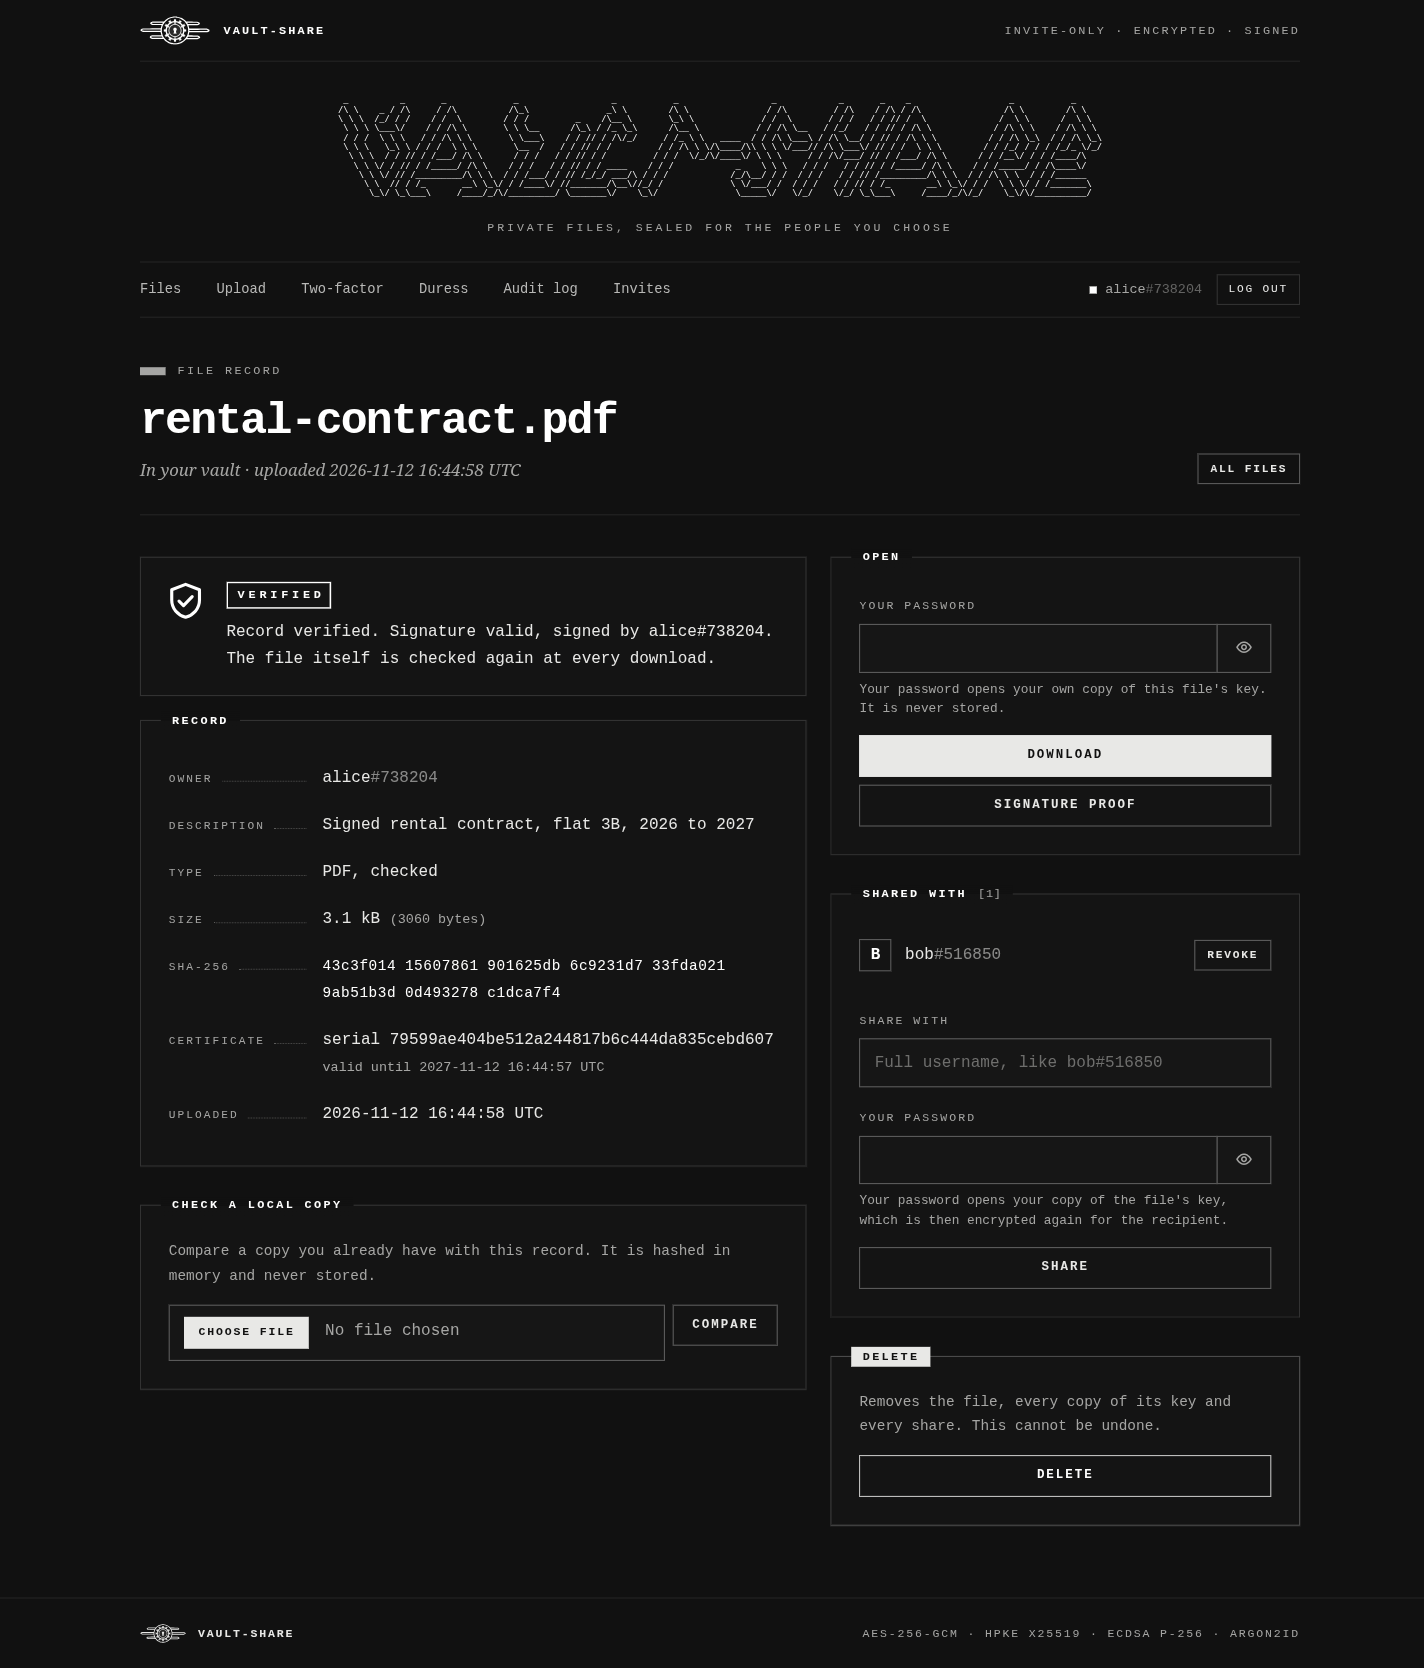 VAULT-SHARE
INVITE-ONLY · ENCRYPTED · SIGNED
PRIVATE FILES, SEALED FOR THE PEOPLE YOU CHOOSE
Files Upload Two-factor Duress Audit log Invites
alice#738204
LOG OUT
FILE RECORD
rental-contract.pdf
In your vault · uploaded 2026-11-12 16:44:58 UTC
ALL FILES
VERIFIED
Record verified. Signature valid, signed by alice#738204.
The file itself is checked again at every download.
RECORD
OWNER alice#738204
DESCRIPTION Signed rental contract, flat 3B, 2026 to 2027
TYPE PDF, checked
SIZE 3.1 kB (3060 bytes)
SHA-256 43c3f014 15607861 901625db 6c9231d7 33fda021
9ab51b3d 0d493278 c1dca7f4
CERTIFICATE serial 79599ae404be512a244817b6c444da835cebd607
valid until 2027-11-12 16:44:57 UTC
UPLOADED 2026-11-12 16:44:58 UTC
CHECK A LOCAL COPY
Compare a copy you already have with this record. It is hashed in
memory and never stored.
CHOOSE FILE No file chosen
COMPARE
OPEN
YOUR PASSWORD
Your password opens your own copy of this file's key.
It is never stored.
DOWNLOAD
SIGNATURE PROOF
SHARED WITH [1]
B bob#516850
REVOKE
SHARE WITH
Full username, like bob#516850
YOUR PASSWORD
Your password opens your copy of the file's key,
which is then encrypted again for the recipient.
SHARE
DELETE
Removes the file, every copy of its key and
every share. This cannot be undone.
DELETE
VAULT-SHARE
AES-256-GCM · HPKE X25519 · ECDSA P-256 · ARGON2ID